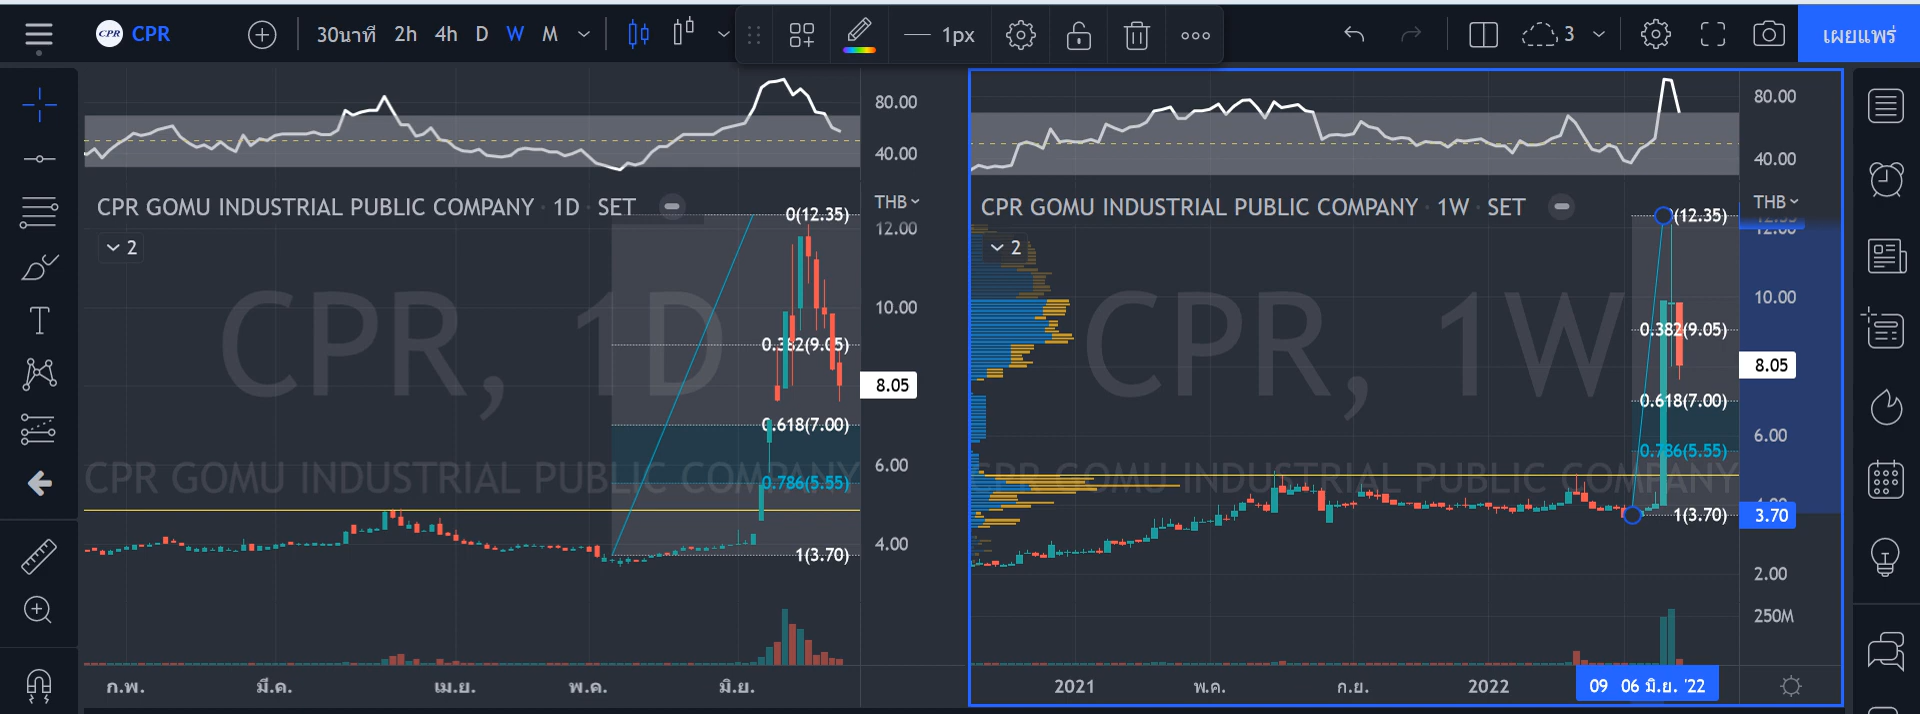 CPR CPR 30นาที 2h 4h D W M 1px 3 เผยแพร่
80.00
40.00
CPR GOMU INDUSTRIAL PUBLIC COMPANY · 1D · SET
THB
2
0(12.35)
12.00
10.00
0.382(9.05)
8.05
0.618(7.00)
6.00
0.786(5.55)
4.00
1(3.70)
CPR, 1D
CPR GOMU INDUSTRIAL PUBLIC COMPANY
ก.พ. มี.ค. เม.ย. พ.ค. มิ.ย.
80.00
40.00
CPR GOMU INDUSTRIAL PUBLIC COMPANY · 1W · SET
THB
2
(12.35)
12.00
10.00
0.382(9.05)
8.05
0.618(7.00)
6.00
0.786(5.55)
4.00
1(3.70)
3.70
2.00
250M
CPR, 1W
CPR GOMU INDUSTRIAL PUBLIC COMPANY
2021 พ.ค. ก.ย. 2022 09 06 มิ.ย. '22